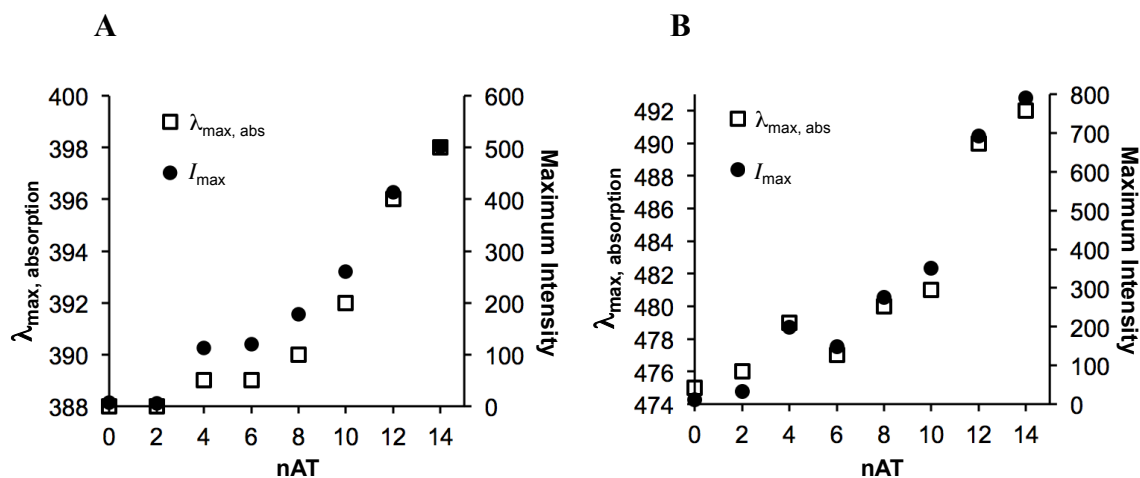 A
B
400
398
396
394
392
390
388
λmax, absorption
λmax, abs
Imax
600
500
400
300
200
100
0
Maximum Intensity
0 2 4 6 8 10 12 14
nAT
492
490
488
486
484
482
480
478
476
474
λmax, absorption
λmax, abs
Imax
800
700
600
500
400
300
200
100
0
Maximum Intensity
0 2 4 6 8 10 12 14
nAT